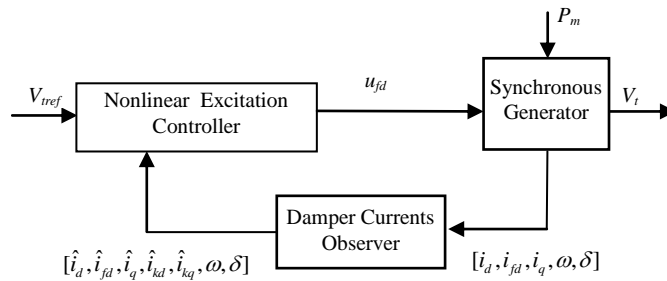 P_m
V_tref
Nonlinear Excitation
Controller
u_fd
Synchronous
Generator
V_t
Damper Currents
Observer
[î_d, î_fd, î_q, î_kd, î_kq, ω, δ]
[i_d, i_fd, i_q, ω, δ]